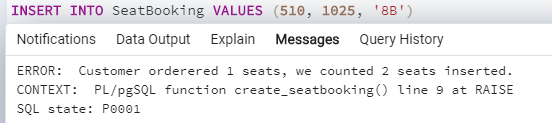 INSERT INTO SeatBooking VALUES (510, 1025, '8B')
Notifications Data Output Explain Messages Query History
ERROR: Customer orderered 1 seats, we counted 2 seats inserted.
CONTEXT: PL/pgSQL function create_seatbooking() line 9 at RAISE
SQL state: P0001